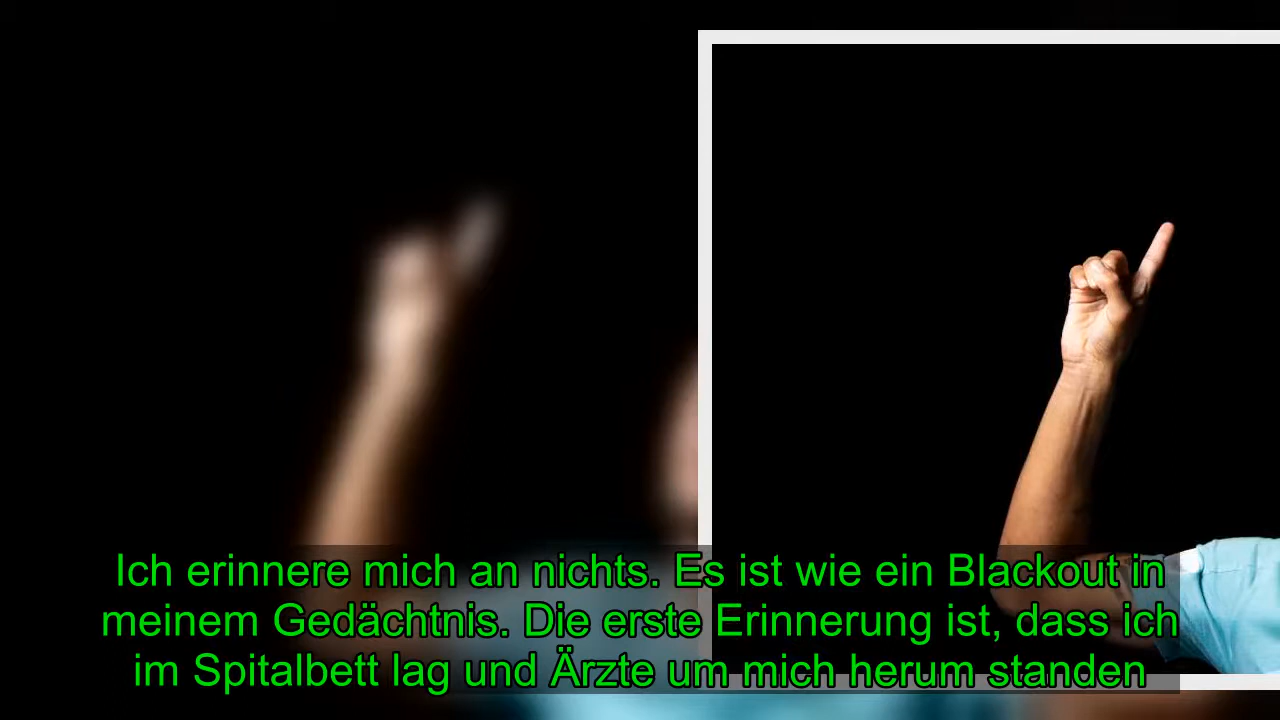 Ich erinnere mich an nichts. Es ist wie ein Blackout in
meinem Gedächtnis. Die erste Erinnerung ist, dass ich
im Spitalbett lag und Ärzte um mich herum standen